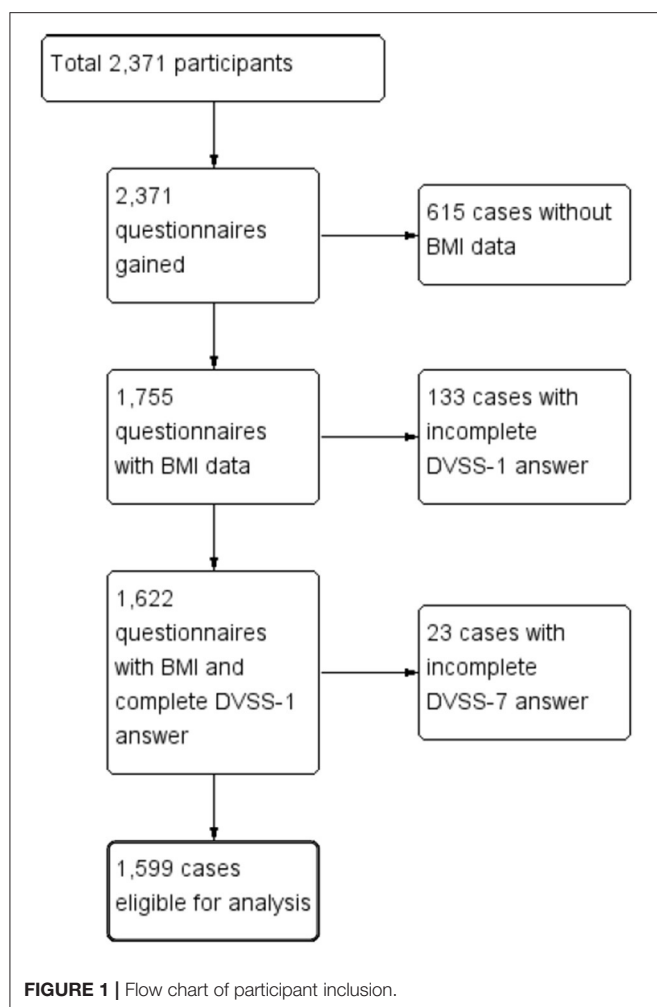 Total 2,371 participants
2,371
questionnaires
gained
615 cases without
BMI data
1,755
questionnaires
with BMI data
133 cases with
incomplete
DVSS-1 answer
1,622
questionnaires
with BMI and
complete DVSS-1
answer
23 cases with
incomplete
DVSS-7 answer
1,599 cases
eligible for analysis
FIGURE 1 | Flow chart of participant inclusion.